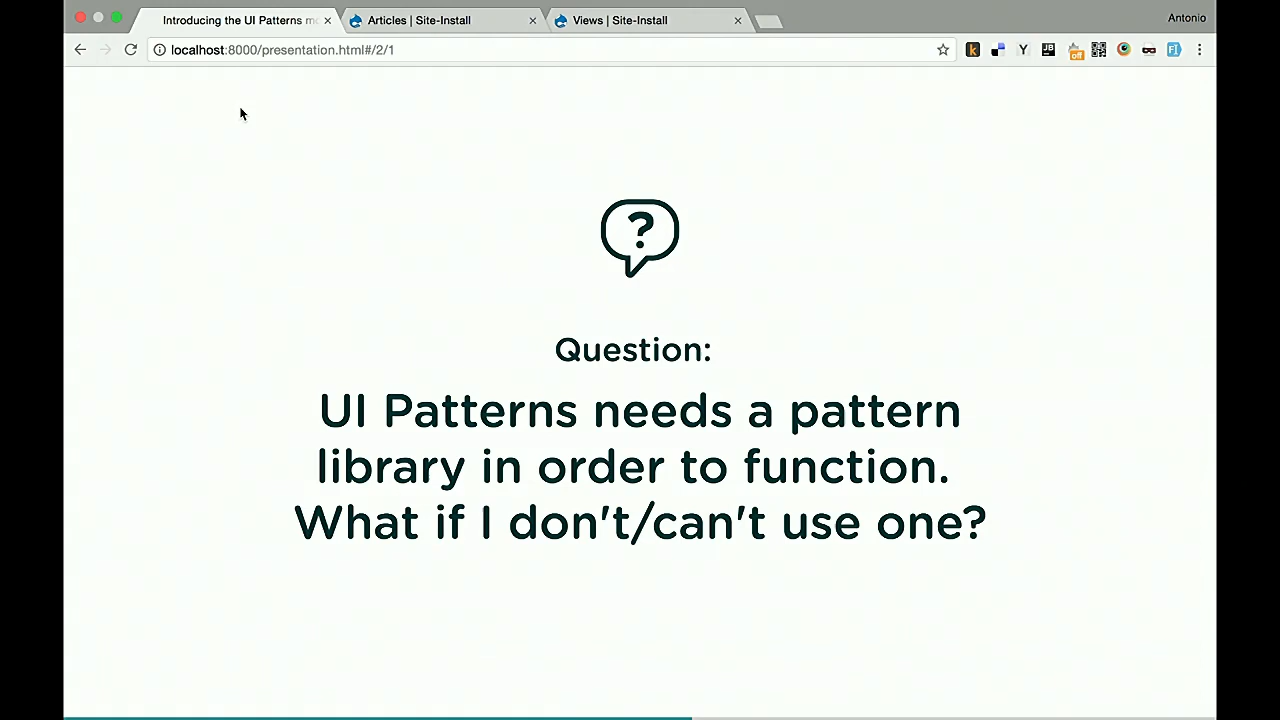 Introducing the UI Patterns mo
Articles | Site-Install
Views | Site-Install
Antonio
localhost:8000/presentation.html#/2/1
?
Question:
UI Patterns needs a pattern
library in order to function.
What if I don't/can't use one?